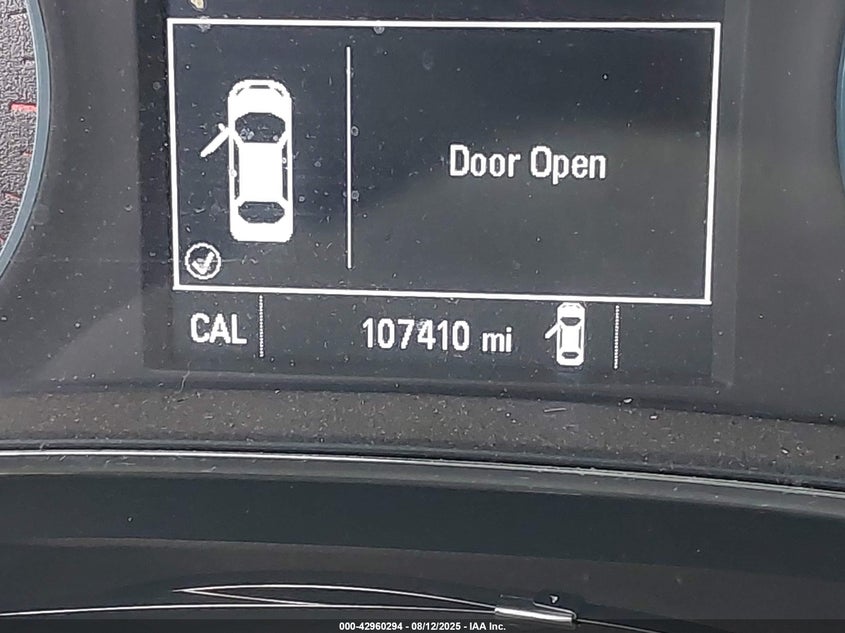 Door Open
CAL 107410 mi
000-42960294 - 08/12/2025 - IAA Inc.